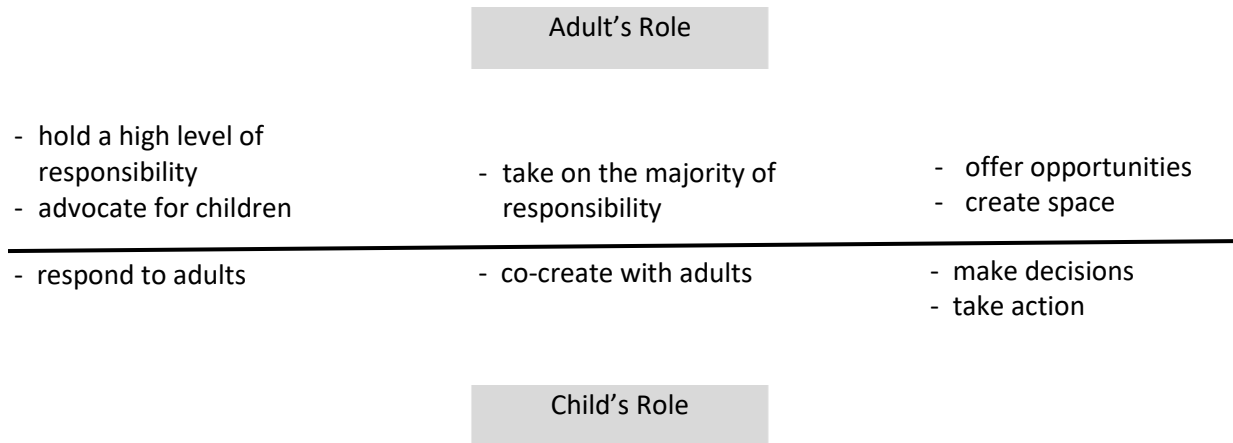 Adult’s Role
- hold a high level of
responsibility
- advocate for children
- take on the majority of
responsibility
- offer opportunities
- create space
- respond to adults
- co-create with adults
- make decisions
- take action
Child’s Role